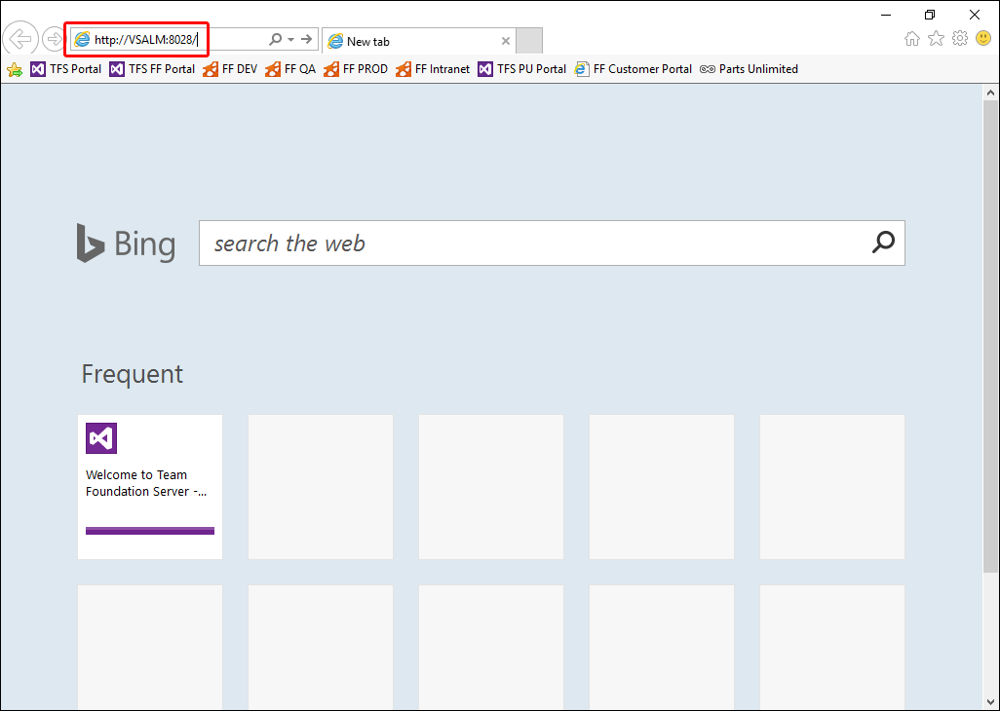 http://VSALM:8028/
New tab
TFS Portal TFS FF Portal FF DEV FF QA FF PROD FF Intranet TFS PU Portal FF Customer Portal Parts Unlimited
Bing
search the web
Frequent
Welcome to Team
Foundation Server -...